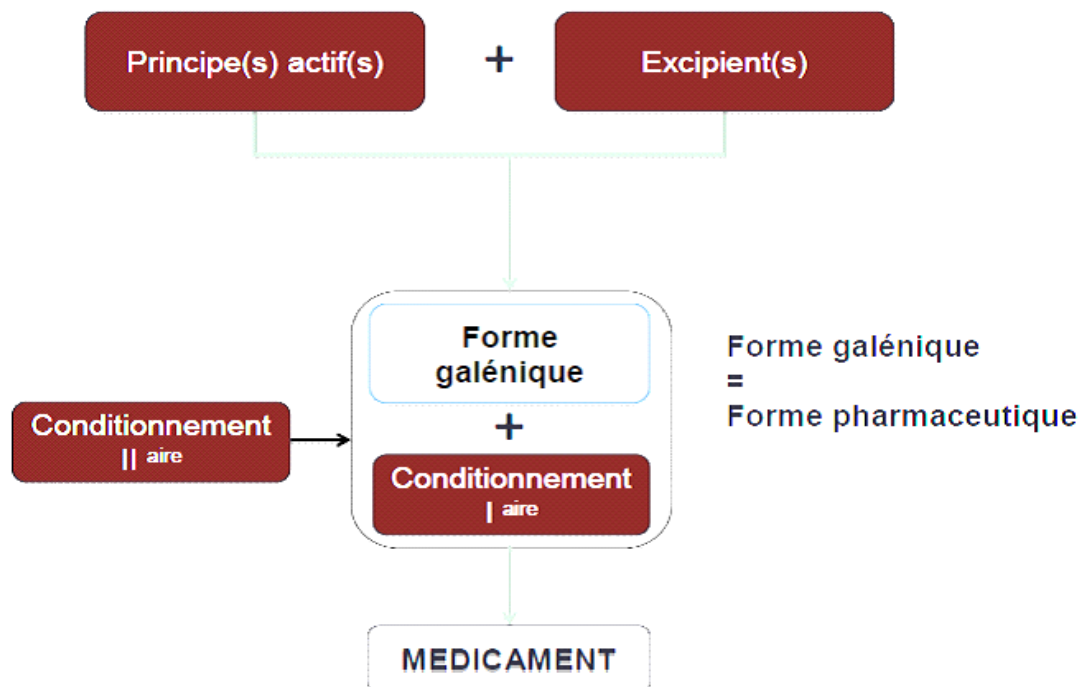 Principe(s) actif(s)
+
Excipient(s)
Forme
galénique
+
Conditionnement
| aire
Conditionnement
|| aire
Forme galénique
=
Forme pharmaceutique
MEDICAMENT